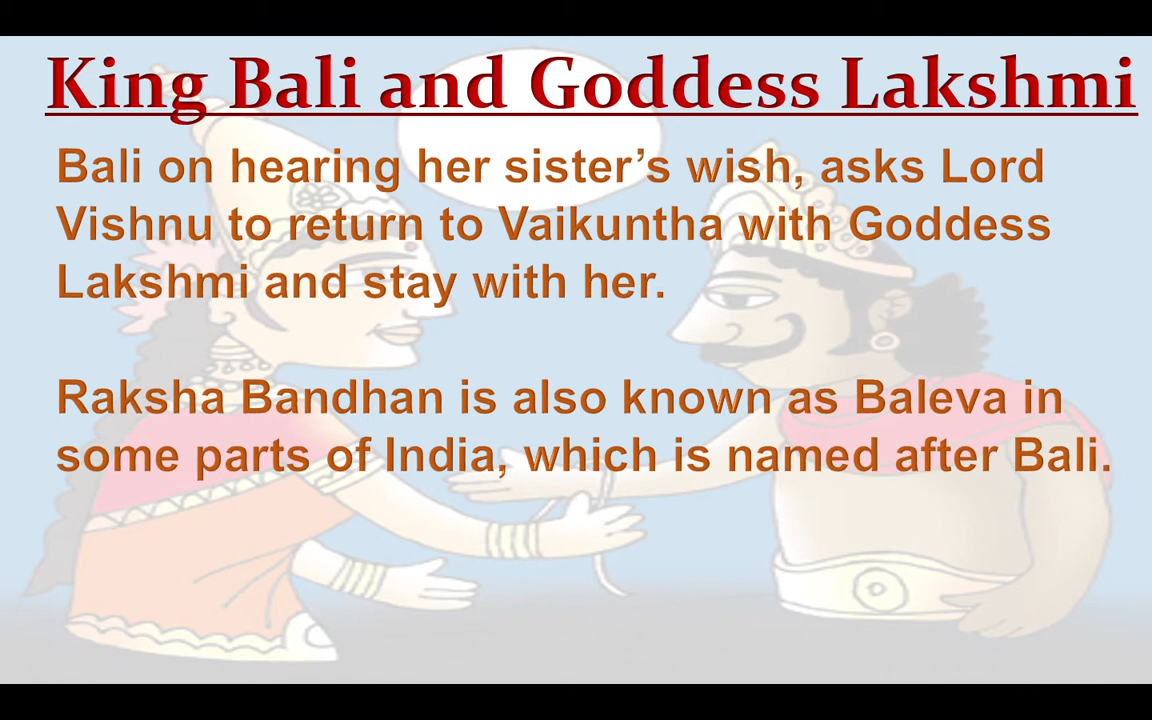 King Bali and Goddess Lakshmi
Bali on hearing her sister’s wish, asks Lord
Vishnu to return to Vaikuntha with Goddess
Lakshmi and stay with her.
Raksha Bandhan is also known as Baleva in
some parts of India, which is named after Bali.